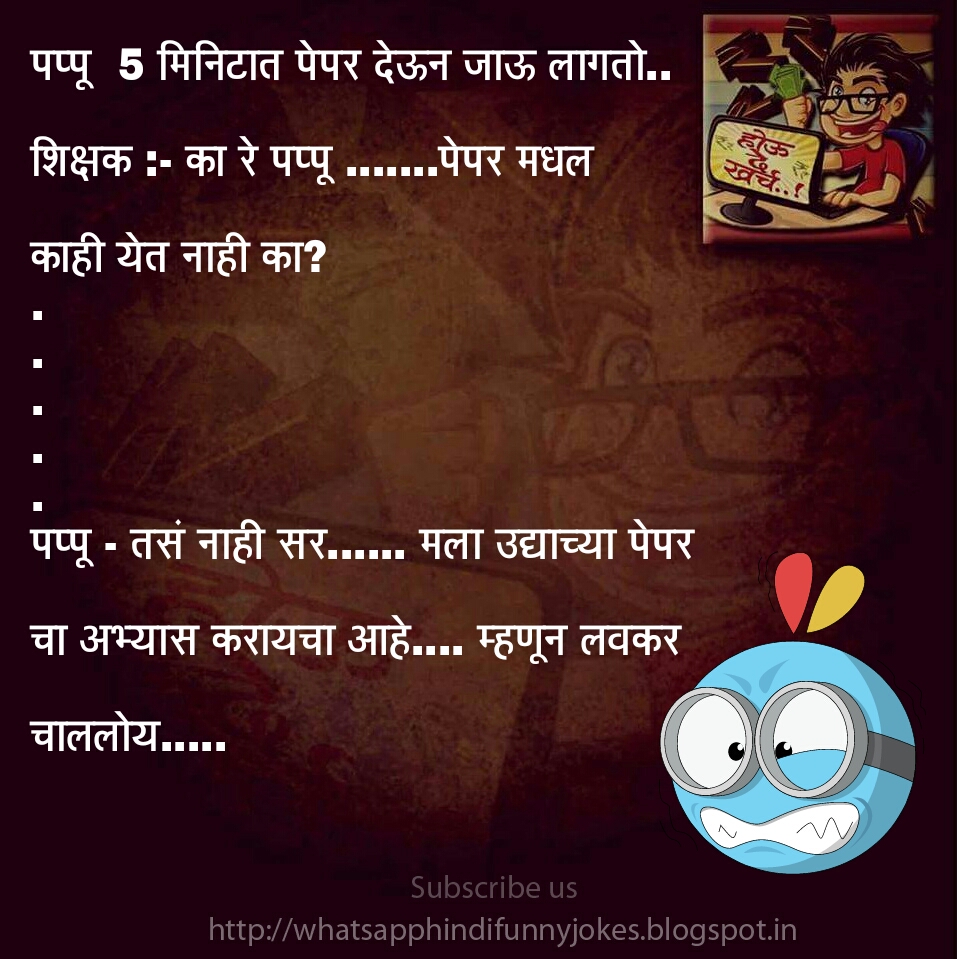 पप्पू  5 मिनिटात पेपर देऊन जाऊ लागतो..
होऊ
दे
खर्च..!
शिक्षक :- का रे पप्पू .......पेपर मधल
काही येत नाही का?
.
.
.
.
.
पप्पू - तसं नाही सर...... मला उद्याच्या पेपर
चा अभ्यास करायचा आहे.... म्हणून लवकर
चाललोय.....
Subscribe us
http://whatsapphindifunnyjokes.blogspot.in